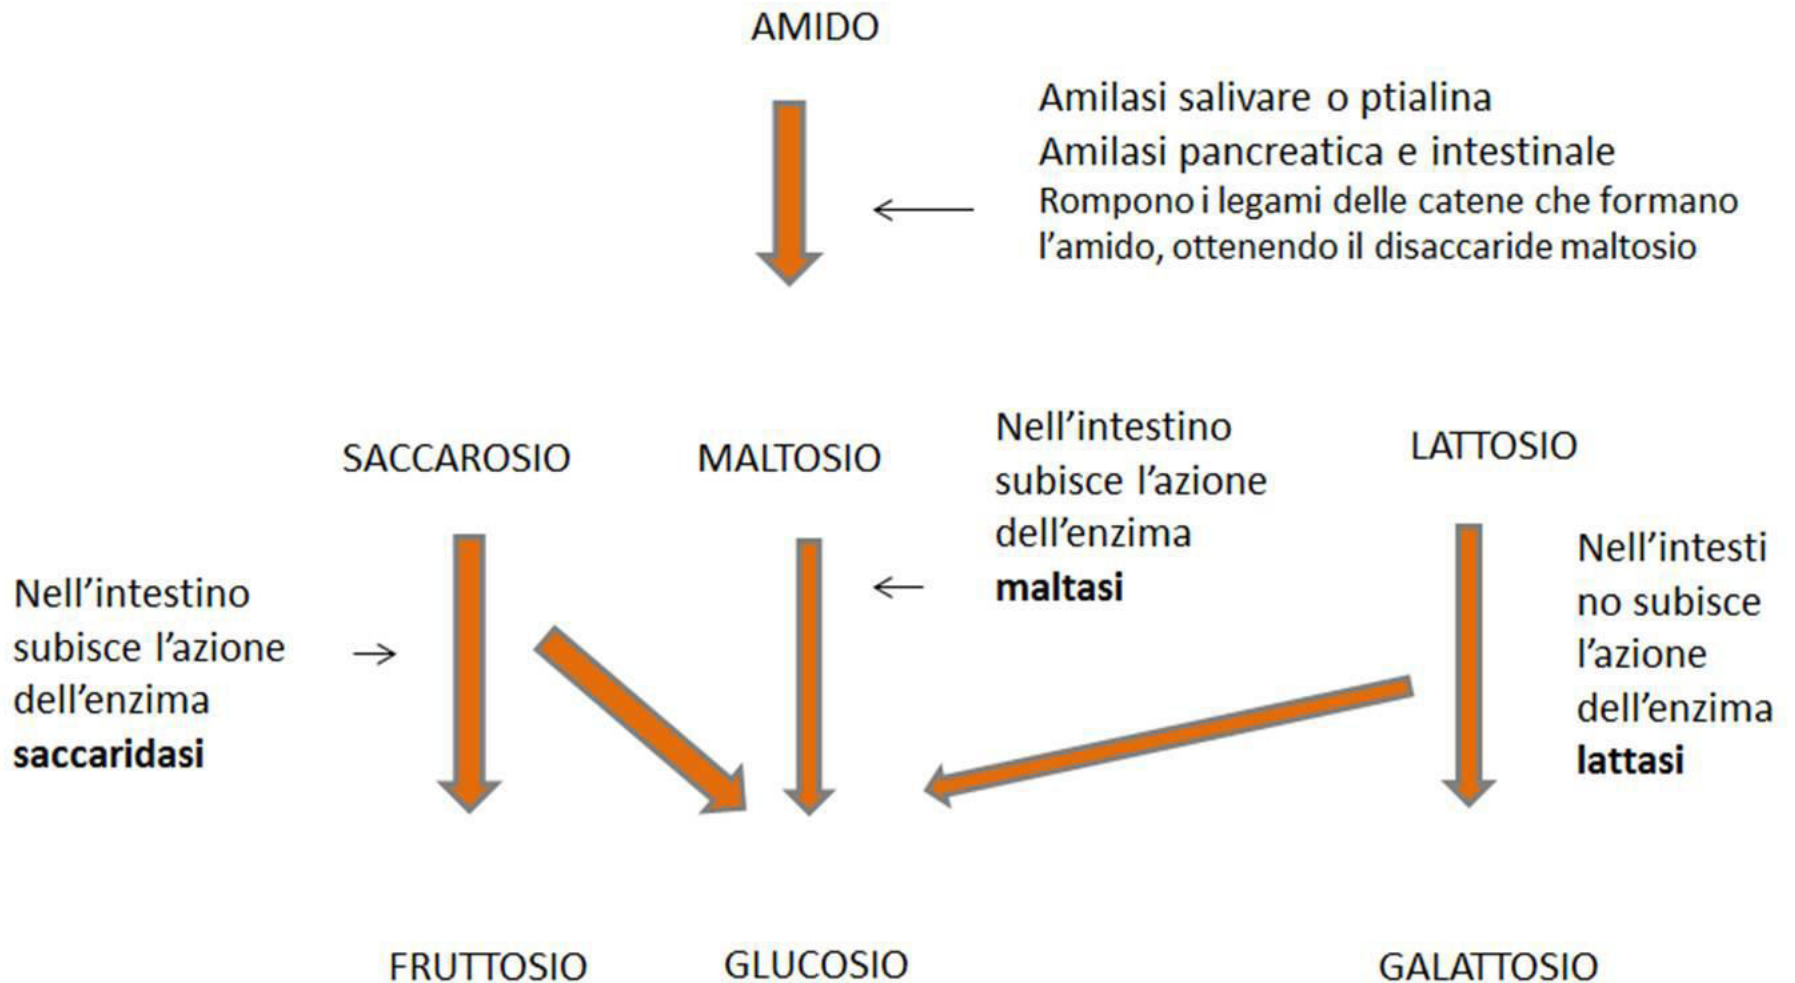 AMIDO
Amilasi salivare o ptialina
Amilasi pancreatica e intestinale
Rompono i legami delle catene che formano
l'amido, ottenendo il disaccaride maltosio
SACCAROSIO
MALTOSIO
Nell'intestino
subisce l'azione
dell'enzima
maltasi
LATTOSIO
Nell'intestino
subisce l'azione
dell'enzima
saccaridasi
Nell'intesti
no subisce
l'azione
dell'enzima
lattasi
FRUTTOSIO
GLUCOSIO
GALATTOSIO